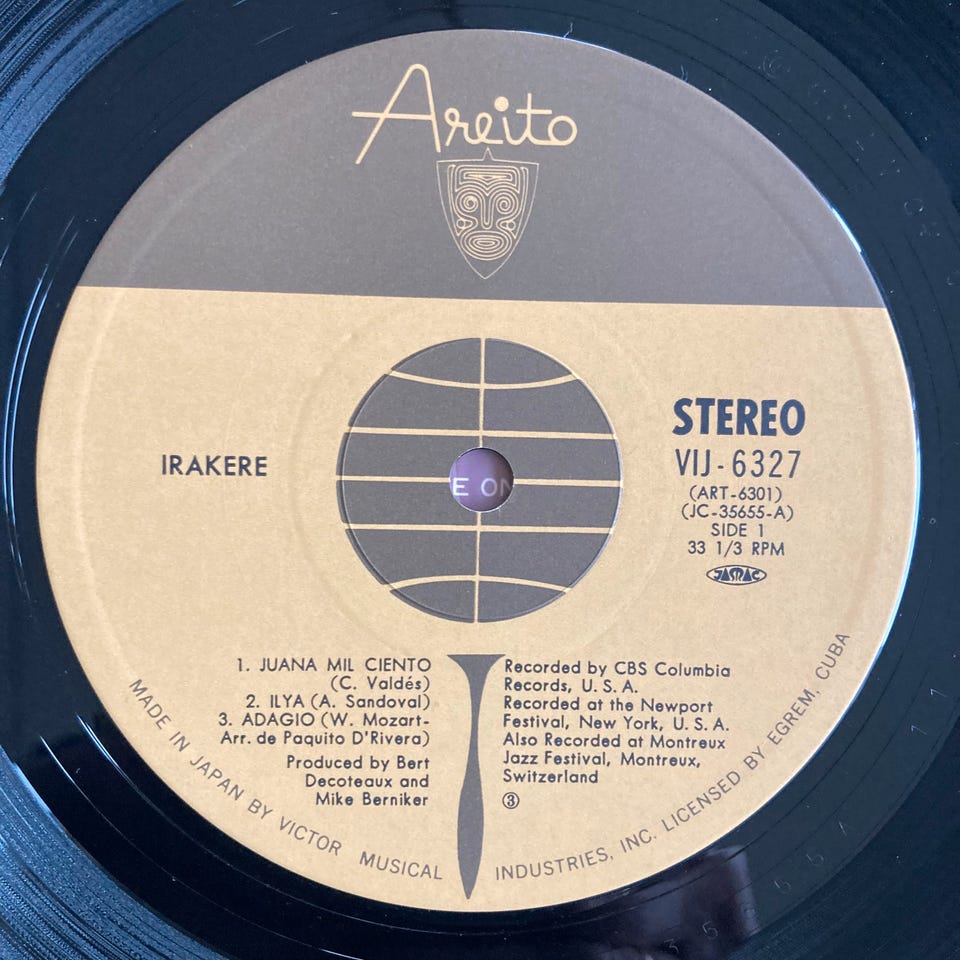 Areito
IRAKERE
E ON
STEREO
VIJ-6327
(ART-6301)
(JC-35655-A)
SIDE 1
33 1/3 RPM
JASRAC
1. JUANA MIL CIENTO
(C. Valdés)
2. ILYA (A. Sandoval)
3. ADAGIO (W. Mozart-
Arr. de Paquito D'Rivera)
Produced by Bert
Decoteaux and
Mike Berniker
Recorded by CBS Columbia
Records, U. S. A.
Recorded at the Newport
Festival, New York, U. S. A.
Also Recorded at Montreux
Jazz Festival, Montreux,
Switzerland
③
MADE IN JAPAN BY VICTOR MUSICAL INDUSTRIES, INC. LICENSED BY EGREM, CUBA